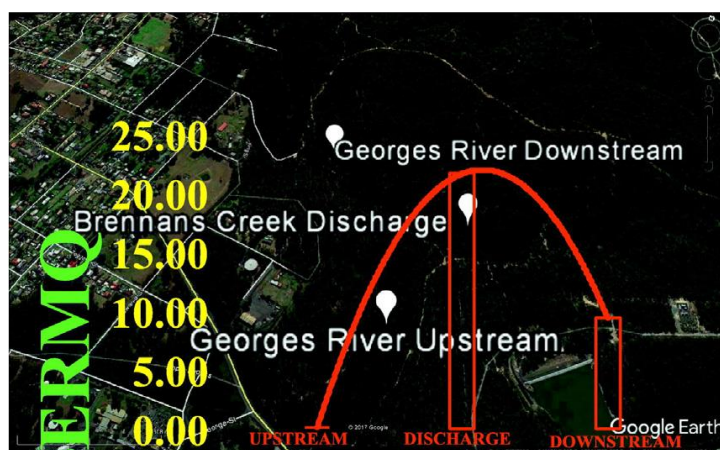 25.00
Georges River Downstream
20.00
Brennans Creek Discharge
15.00
ERMQ
10.00
Georges River Upstream.
5.00
0.00
© 2017 Google
Google Earth
UPSTREAM
DISCHARGE
DOWNSTREAM